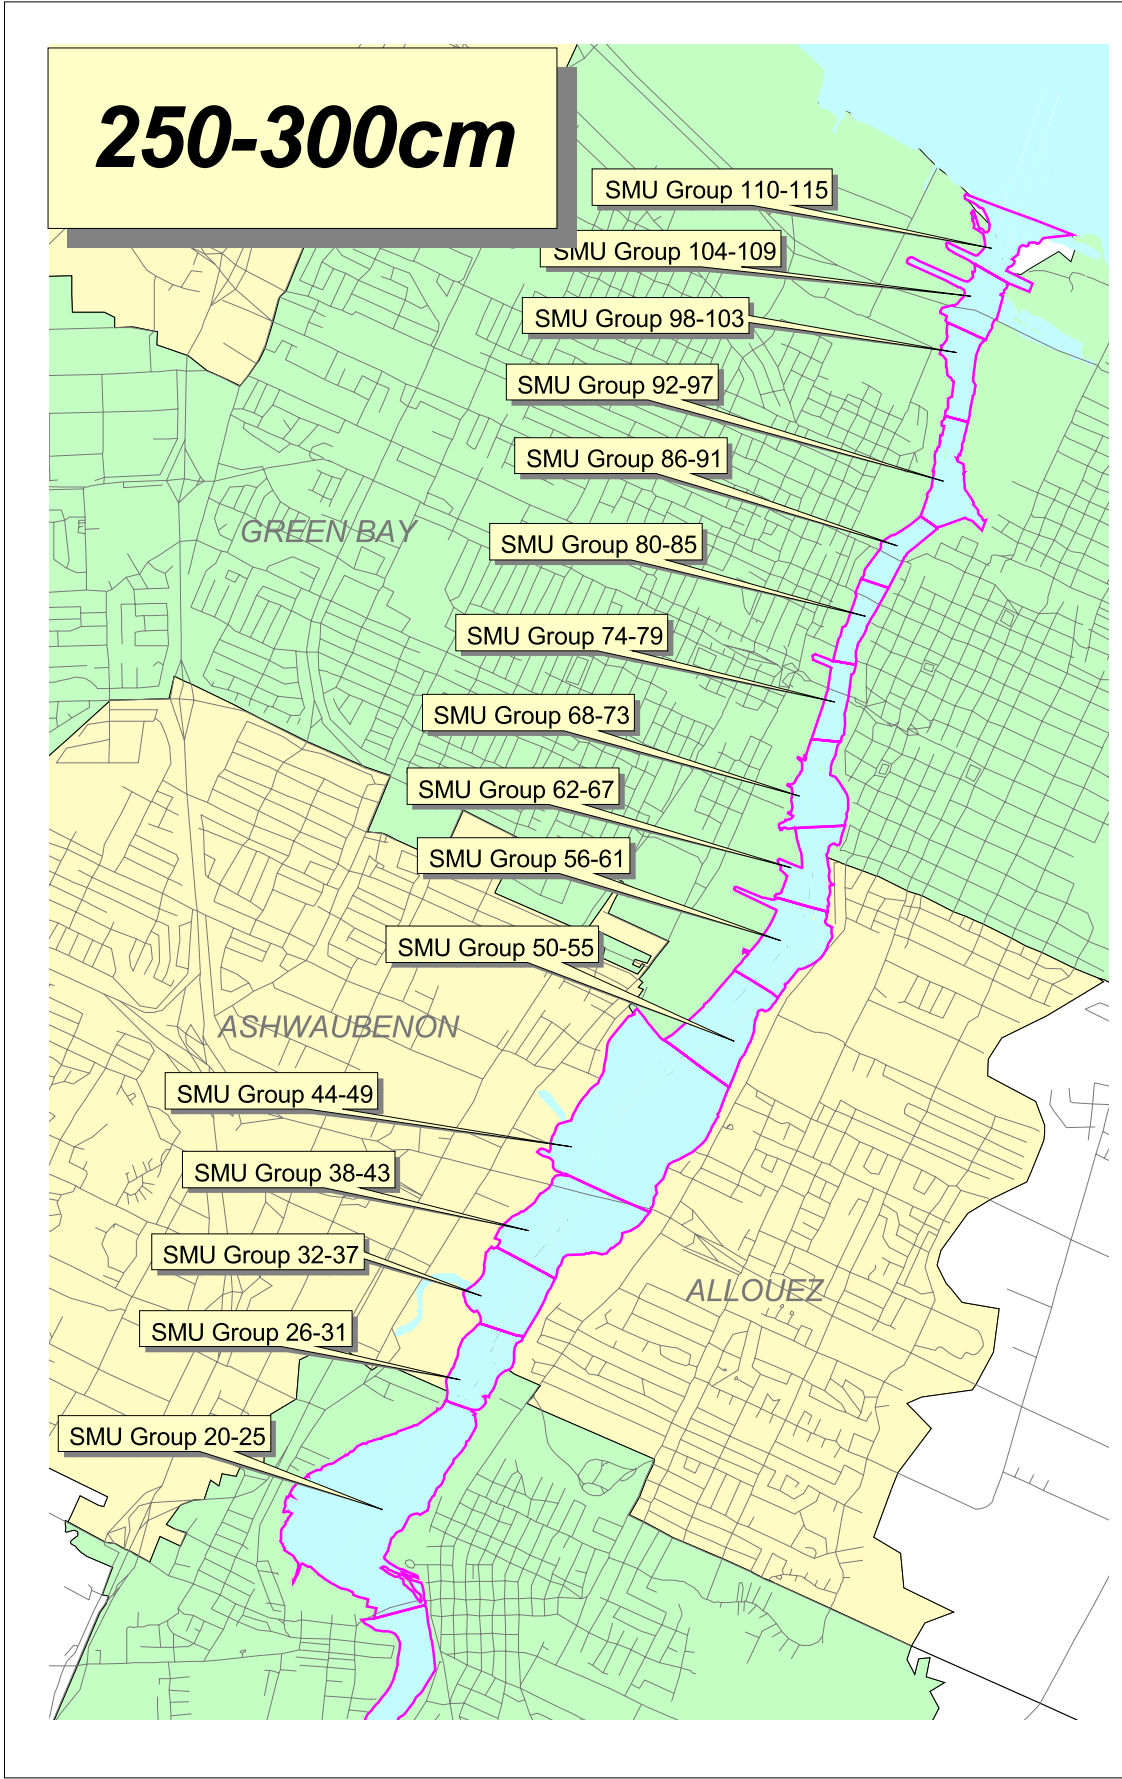 250-300cm
SMU Group 110-115
SMU Group 104-109
SMU Group 98-103
SMU Group 92-97
SMU Group 86-91
GREEN BAY
SMU Group 80-85
SMU Group 74-79
SMU Group 68-73
SMU Group 62-67
SMU Group 56-61
SMU Group 50-55
ASHWAUBENON
SMU Group 44-49
SMU Group 38-43
SMU Group 32-37
ALLOUEZ
SMU Group 26-31
SMU Group 20-25